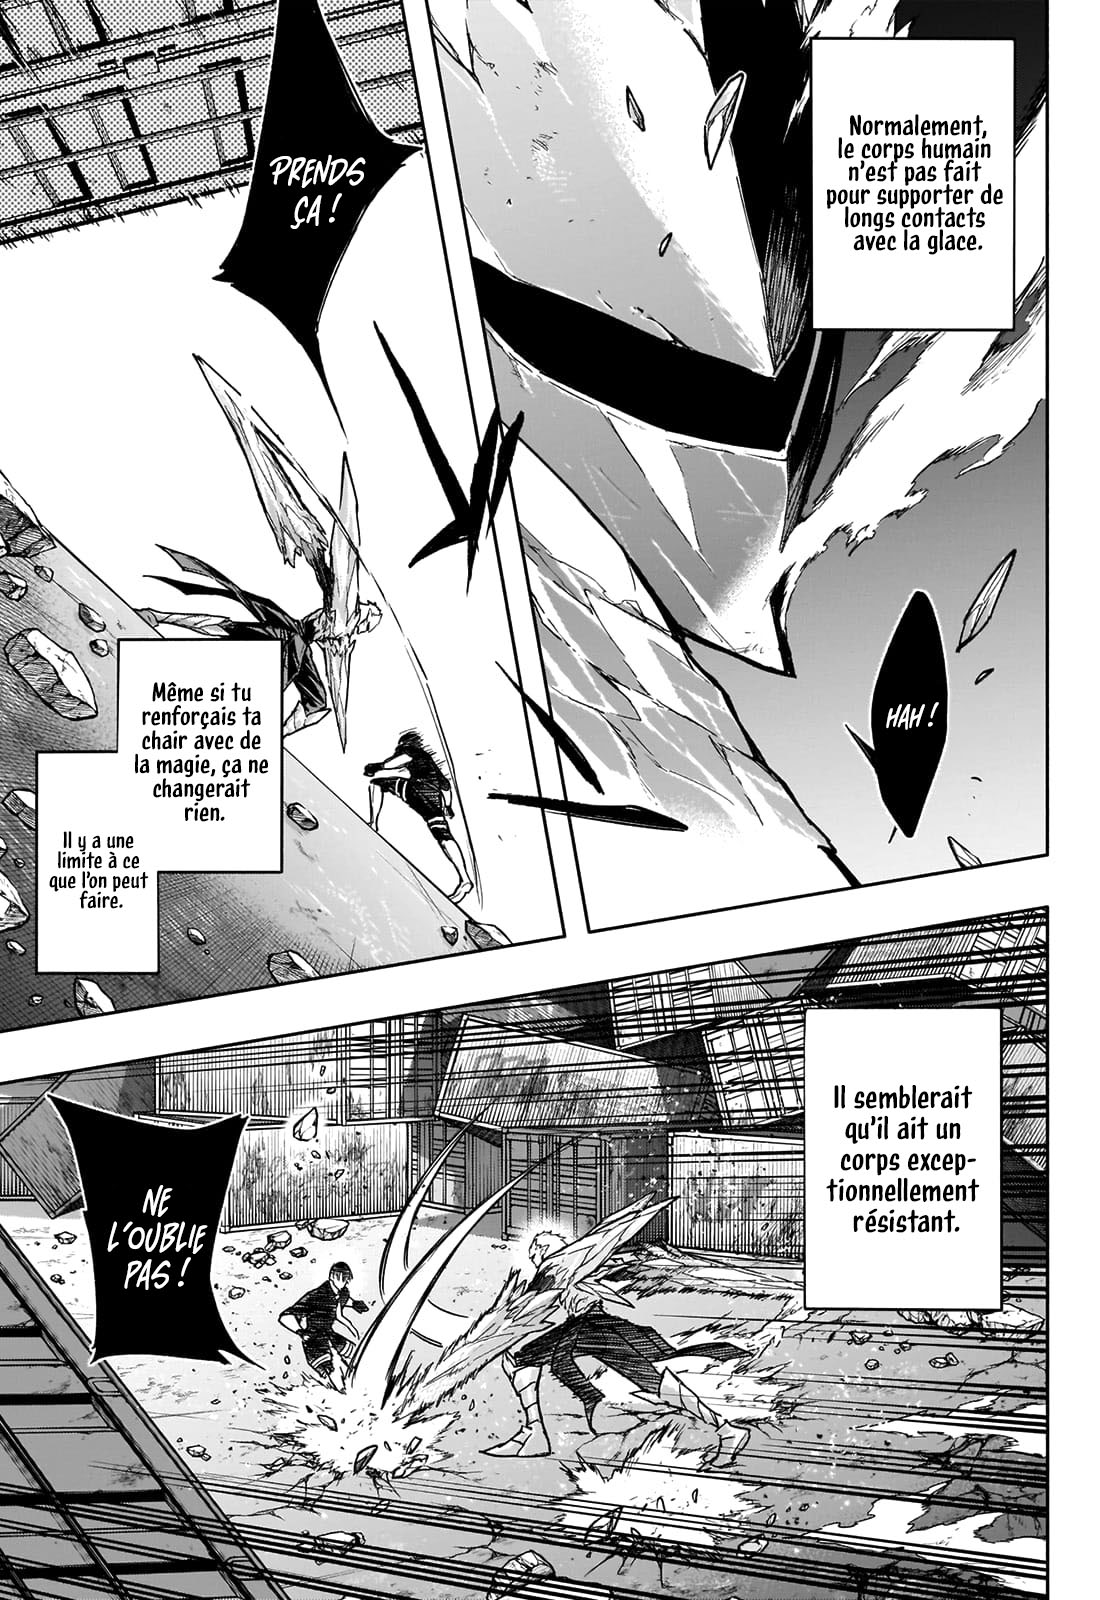 Normalement,
le corps humain
n'est pas fait
pour supporter de
longs contacts
avec la glace.
HAH !
PRENDS
ÇA !
Même si tu
renforçais ta
chair avec de
la magie, ça ne
changerait
rien.
Il y a une
limite à ce
que l'on peut
faire.
Il semblerait
qu'il ait un
corps excep-
tionnellement
résistant.
NE
L'OUBLIE
PAS !